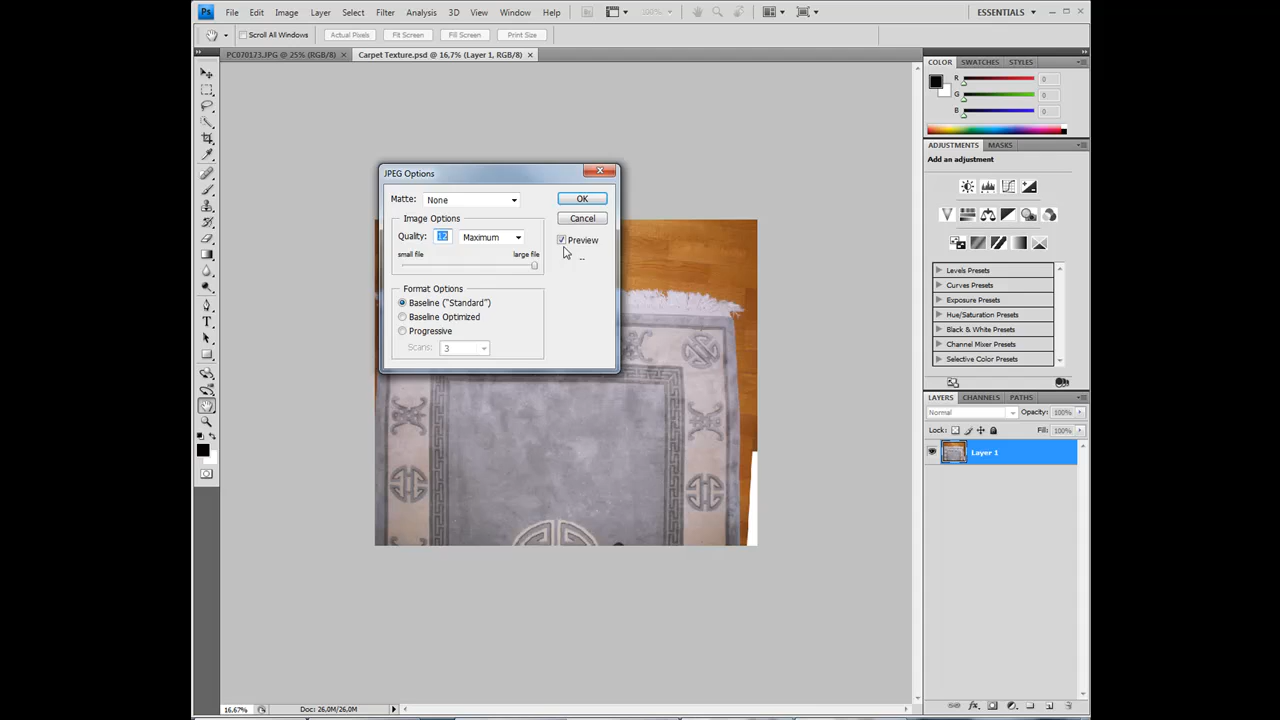 Ps File Edit Image Layer Select Filter Analysis 3D View Window Help 100% ESSENTIALS
Scroll All Windows Actual Pixels Fit Screen Fill Screen Print Size
PC070173.JPG @ 25% (RGB/8) × Carpet Texture.psd @ 16,7% (Layer 1, RGB/8) ×
COLOR SWATCHES STYLES
R 0
G 0
B 0
ADJUSTMENTS MASKS
Add an adjustment
Levels Presets
Curves Presets
Exposure Presets
Hue/Saturation Presets
Black & White Presets
Channel Mixer Presets
Selective Color Presets
LAYERS CHANNELS PATHS
Normal Opacity: 100%
Lock: Fill: 100%
Layer 1
JPEG Options
Matte: None OK
Image Options Cancel
Quality: 12 Maximum Preview
small file large file
--
Format Options
Baseline ("Standard")
Baseline Optimized
Progressive
Scans: 3
16.67% Doc: 26,0M/26,0M